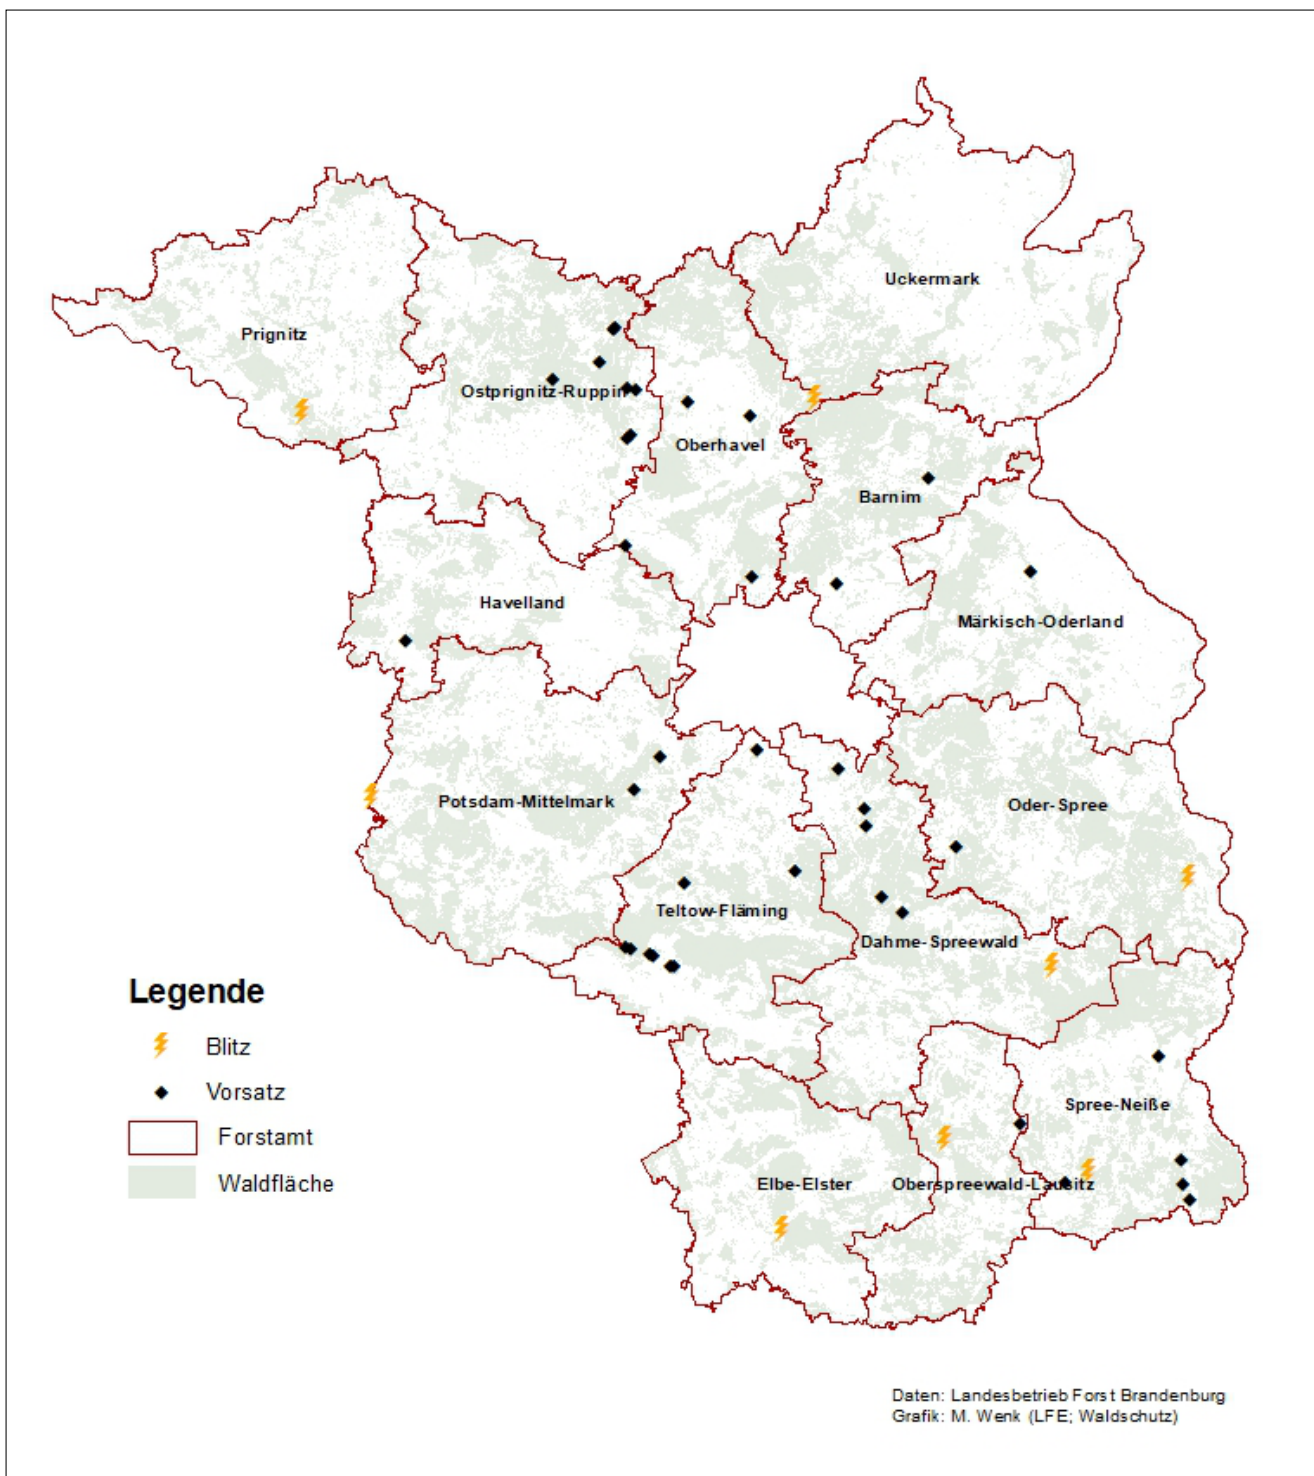 Uckermark
Prignitz
Ostprignitz-Ruppin
Oberhavel
Barnim
Havelland
Märkisch-Oderland
Potsdam-Mittelmark
Oder-Spree
Teltow-Fläming
Dahme-Spreewald
Legende
Blitz
Vorsatz
Forstamt
Waldfläche
Spree-Neiße
Elbe-Elster
Oberspreewald-Lausitz
Daten: Landesbetrieb Forst Brandenburg
Grafik: M. Wenk (LFE; Waldschutz)